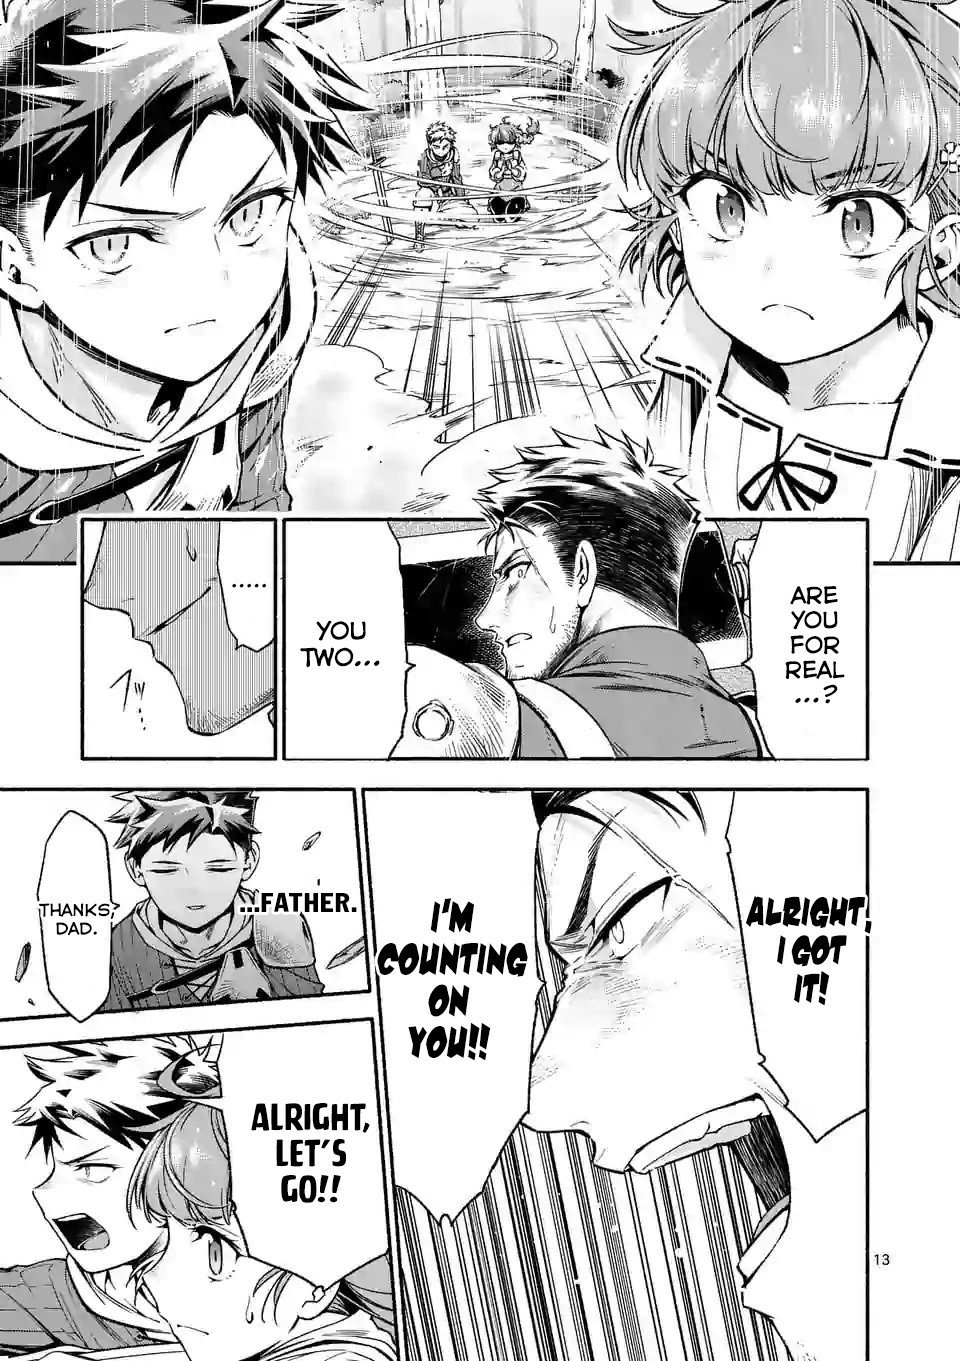 ARE
YOU
FOR
REAL
...?
YOU
TWO...
......
ALRIGHT,
I GOT
IT!
I'M
COUNTING
ON
YOU!!
...FATHER.
THANKS,
DAD.
ALRIGHT,
LET'S
GO!!
13